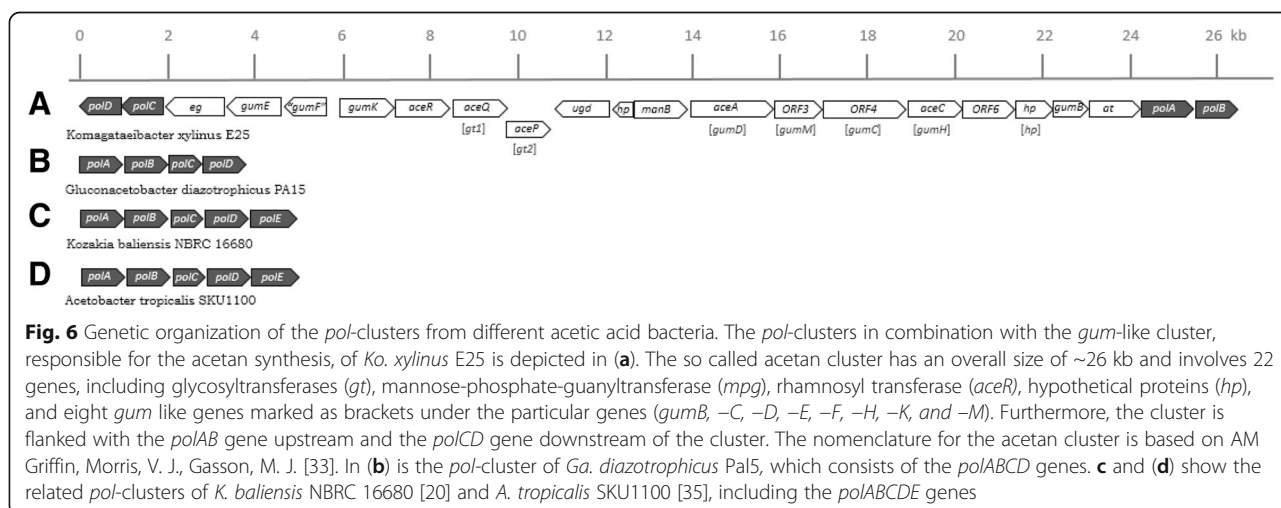 0 2 4 6 8 10 12 14 16 18 20 22 24 26 kb
A polD polC eg gumE "gumF" gumK aceR aceQ ugd hp manB aceA ORF3 ORF4 aceC ORF6 hp gumB at polA polB
[gt1] aceP [gumD] [gumM] [gumC] [gumH] [hp]
[gt2]
Komagataeibacter xylinus E25
B polA polB polC polD
Gluconacetobacter diazotrophicus PA15
C polA polB polC polD polE
Kozakia baliensis NBRC 16680
D polA polB polC polD polE
Acetobacter tropicalis SKU1100
Fig. 6 Genetic organization of the pol-clusters from different acetic acid bacteria. The pol-clusters in combination with the gum-like cluster,
responsible for the acetan synthesis, of Ko. xylinus E25 is depicted in (a). The so called acetan cluster has an overall size of ~26 kb and involves 22
genes, including glycosyltransferases (gt), mannose-phosphate-guanyltransferase (mpg), rhamnosyl transferase (aceR), hypothetical proteins (hp),
and eight gum like genes marked as brackets under the particular genes (gumB, −C, −D, −E, −F, −H, −K, and −M). Furthermore, the cluster is
flanked with the polAB gene upstream and the polCD gene downstream of the cluster. The nomenclature for the acetan cluster is based on AM
Griffin, Morris, V. J., Gasson, M. J. [33]. In (b) is the pol-cluster of Ga. diazotrophicus Pal5, which consists of the polABCD genes. c and (d) show the
related pol-clusters of K. baliensis NBRC 16680 [20] and A. tropicalis SKU1100 [35], including the polABCDE genes